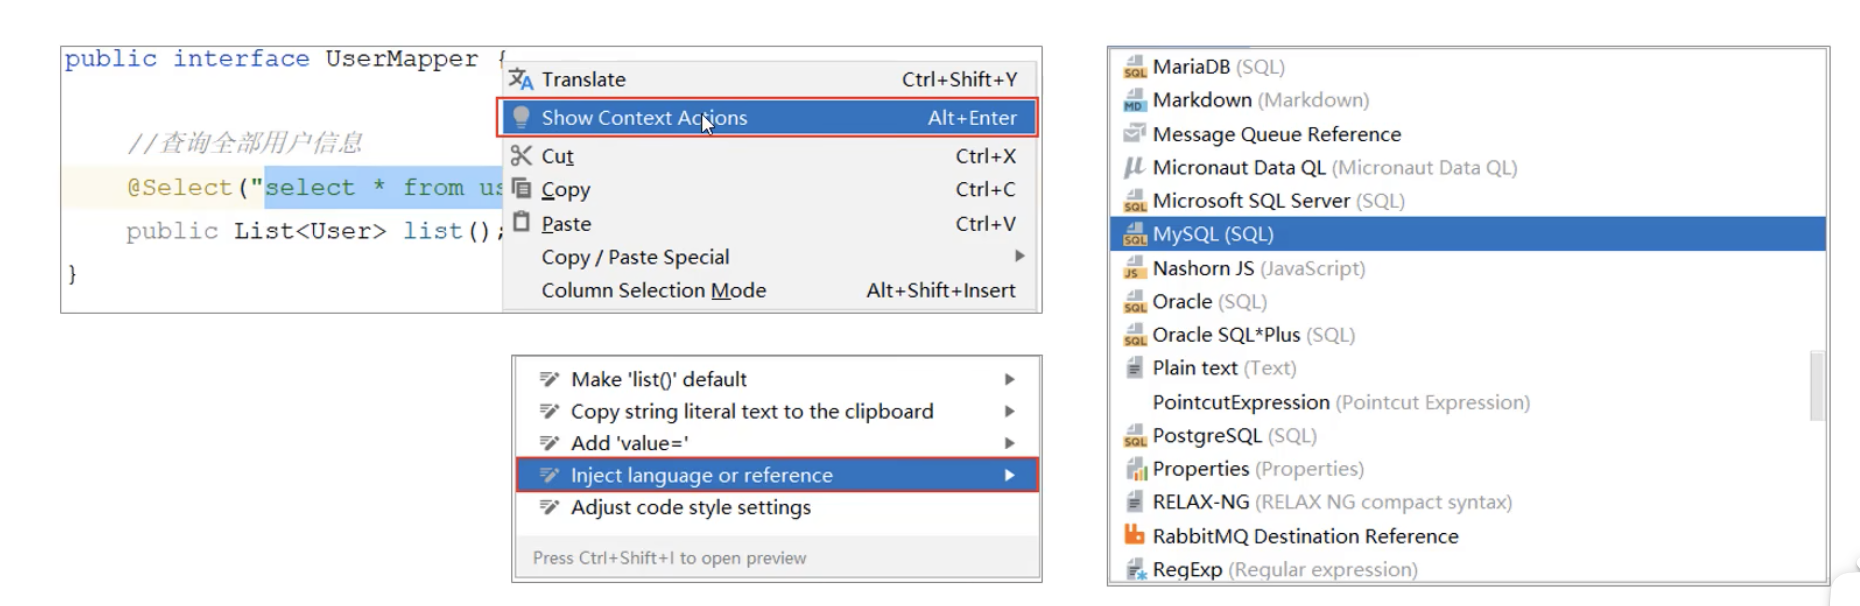 public interface UserMapper {
//查询全部用户信息
@Select("select * from us
public List<User> list();
}
Translate Ctrl+Shift+Y
Show Context Actions Alt+Enter
Cut Ctrl+X
Copy Ctrl+C
Paste Ctrl+V
Copy / Paste Special
Column Selection Mode Alt+Shift+Insert
Make 'list()' default
Copy string literal text to the clipboard
Add 'value='
Inject language or reference
Adjust code style settings
Press Ctrl+Shift+I to open preview
MariaDB (SQL)
Markdown (Markdown)
Message Queue Reference
Micronaut Data QL (Micronaut Data QL)
Microsoft SQL Server (SQL)
MySQL (SQL)
Nashorn JS (JavaScript)
Oracle (SQL)
Oracle SQL*Plus (SQL)
Plain text (Text)
PointcutExpression (Pointcut Expression)
PostgreSQL (SQL)
Properties (Properties)
RELAX-NG (RELAX NG compact syntax)
RabbitMQ Destination Reference
RegExp (Regular expression)